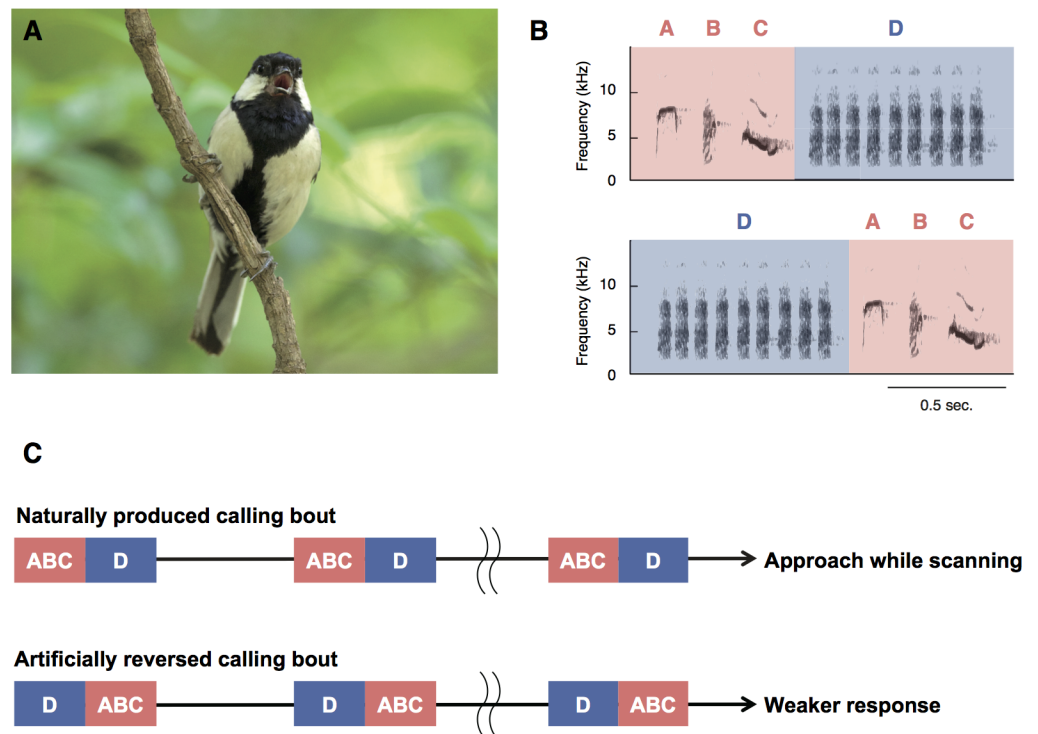 A
B
A B C D
Frequency (kHz)
10
5
0
D A B C
Frequency (kHz)
10
5
0
0.5 sec.
C
Naturally produced calling bout
ABC D ABC D ABC D Approach while scanning
Artificially reversed calling bout
D ABC D ABC D ABC Weaker response